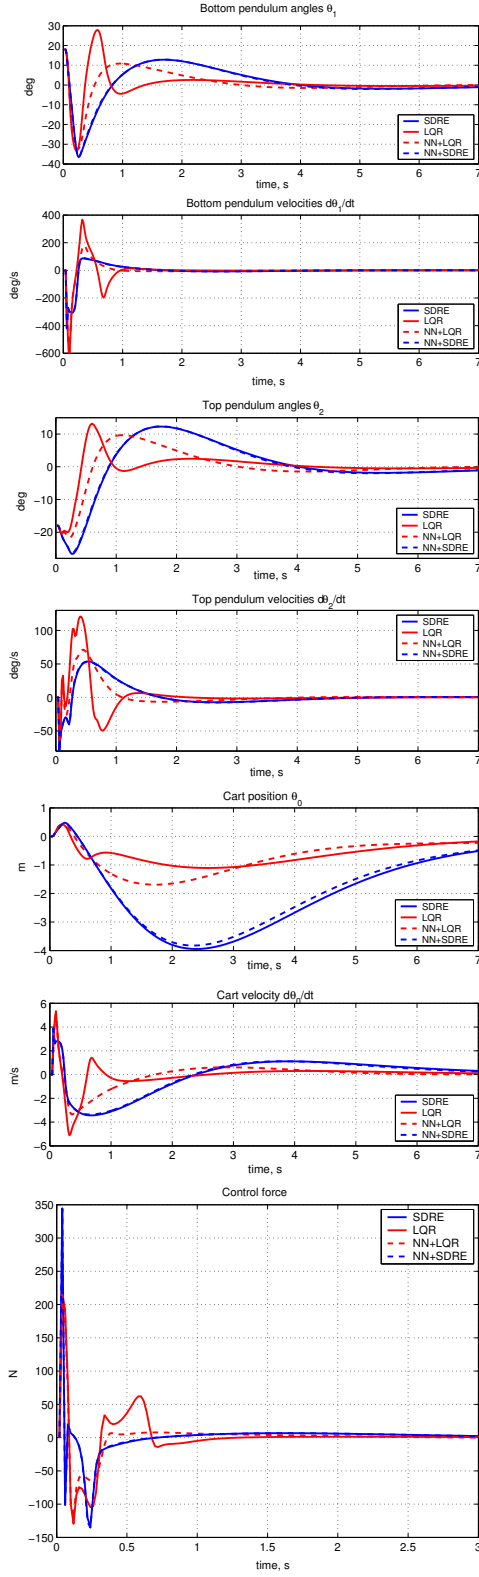 Bottom pendulum angles θ1
30
20
10
0
−10
−20
−30
−40
deg
0 1 2 3 4 5 6 7
time, s
SDRE
LQR
NN+LQR
NN+SDRE
Bottom pendulum velocities dθ1/dt
400
200
0
−200
−400
−600
deg/s
0 1 2 3 4 5 6 7
time, s
SDRE
LQR
NN+LQR
NN+SDRE
Top pendulum angles θ2
10
0
−10
−20
deg
0 1 2 3 4 5 6 7
time, s
SDRE
LQR
NN+LQR
NN+SDRE
Top pendulum velocities dθ2/dt
100
50
0
−50
deg/s
0 1 2 3 4 5 6 7
time, s
SDRE
LQR
NN+LQR
NN+SDRE
Cart position θ0
1
0
−1
−2
−3
−4
m
0 1 2 3 4 5 6 7
time, s
SDRE
LQR
NN+LQR
NN+SDRE
Cart velocity dθ0/dt
6
4
2
0
−2
−4
−6
m/s
0 1 2 3 4 5 6 7
time, s
SDRE
LQR
NN+LQR
NN+SDRE
Control force
350
300
250
200
150
100
50
0
−50
−100
−150
N
0 0.5 1 1.5 2 2.5 3
time, s
SDRE
LQR
NN+LQR
NN+SDRE